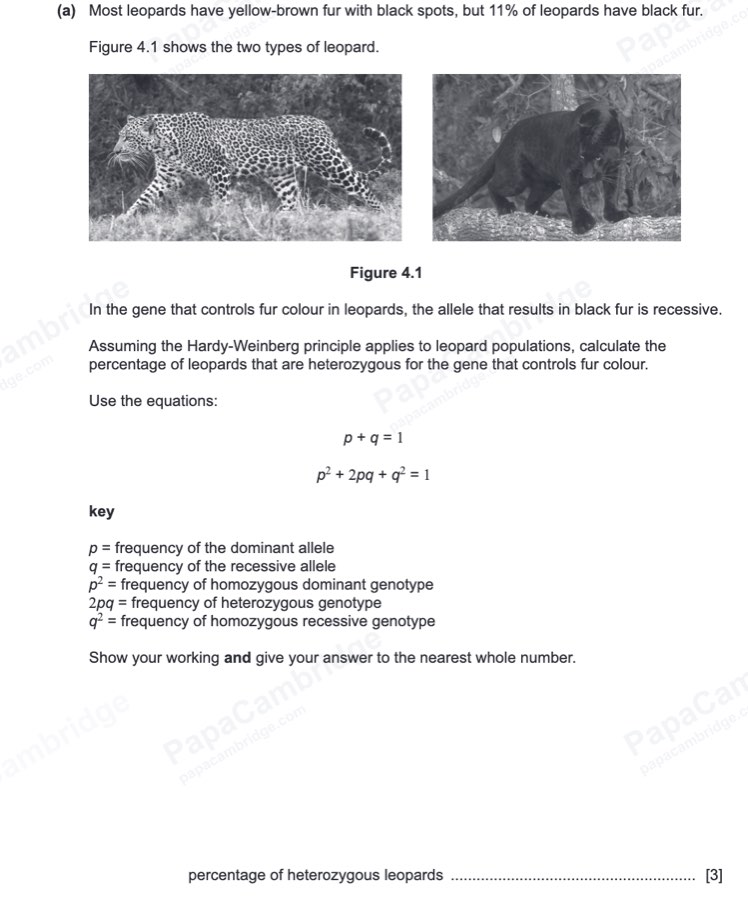 (a) Most leopards have yellow-brown fur with black spots, but 11% of leopards have black fur.
Figure 4.1 shows the two types of leopard.
Figure 4.1
In the gene that controls fur colour in leopards, the allele that results in black fur is recessive.
Assuming the Hardy-Weinberg principle applies to leopard populations, calculate the
percentage of leopards that are heterozygous for the gene that controls fur colour.
Use the equations:
p + q = 1
p² + 2pq + q² = 1
key
p = frequency of the dominant allele
q = frequency of the recessive allele
p² = frequency of homozygous dominant genotype
2pq = frequency of heterozygous genotype
q² = frequency of homozygous recessive genotype
Show your working and give your answer to the nearest whole number.
PapaCambridge
papacambridge.com
percentage of heterozygous leopards ........................................................ [3]